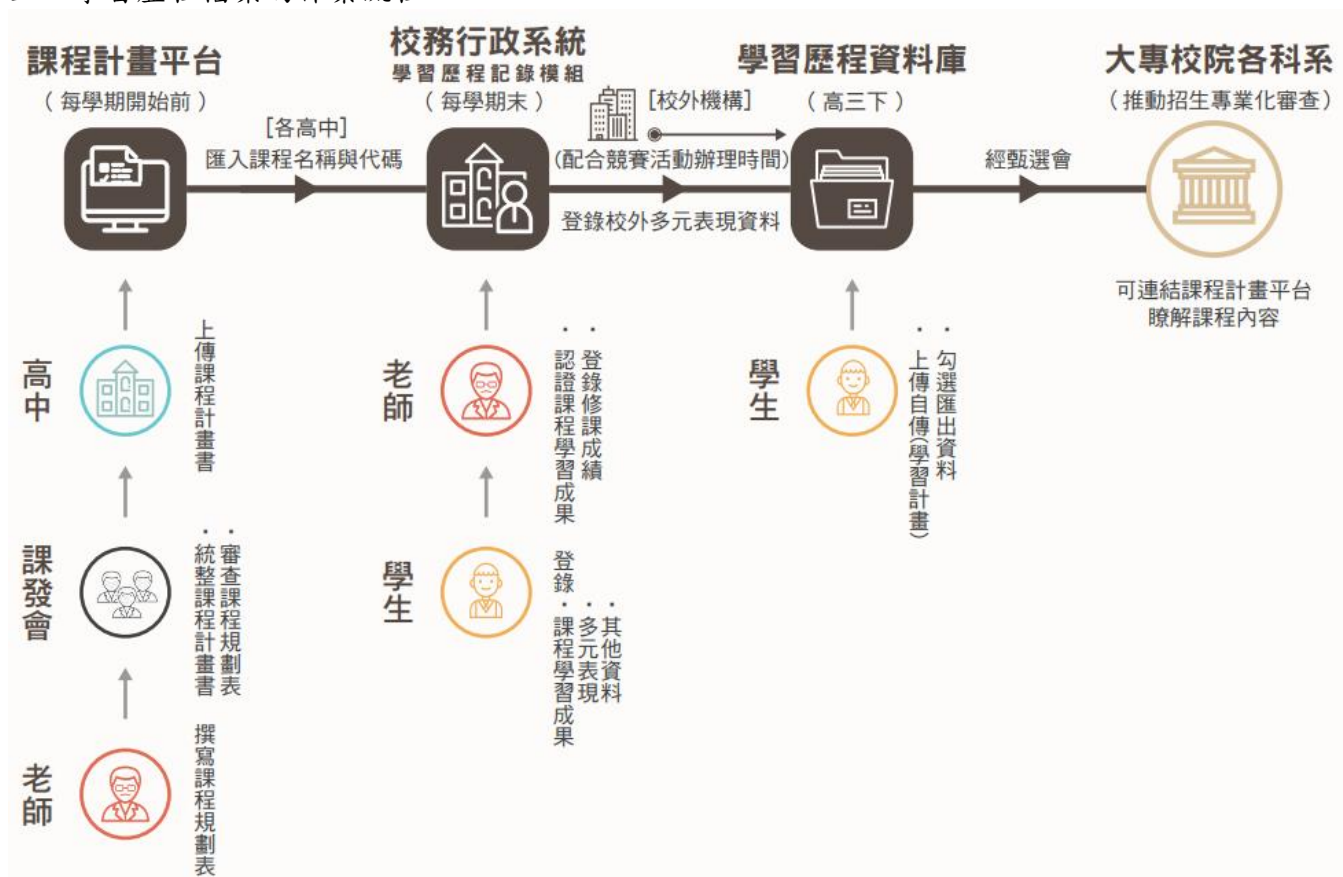 課程計畫平台
（每學期開始前）
[各高中]
匯入課程名稱與代碼
校務行政系統
學習歷程記錄模組
（每學期末）
[校外機構]
(配合競賽活動辦理時間)
登錄校外多元表現資料
學習歷程資料庫
（高三下）
經甄選會
大專校院各科系
（推動招生專業化審查）
可連結課程計畫平台
瞭解課程內容
高中
上傳課程計畫書
課發會
・審查課程規劃表
・統整課程計畫書
老師
撰寫課程規劃表
老師
・登錄修課成績
・認證課程學習成果
學生
登錄
・其他資料
・多元表現
・課程學習成果
學生
・勾選匯出資料
・上傳自傳(學習計畫)